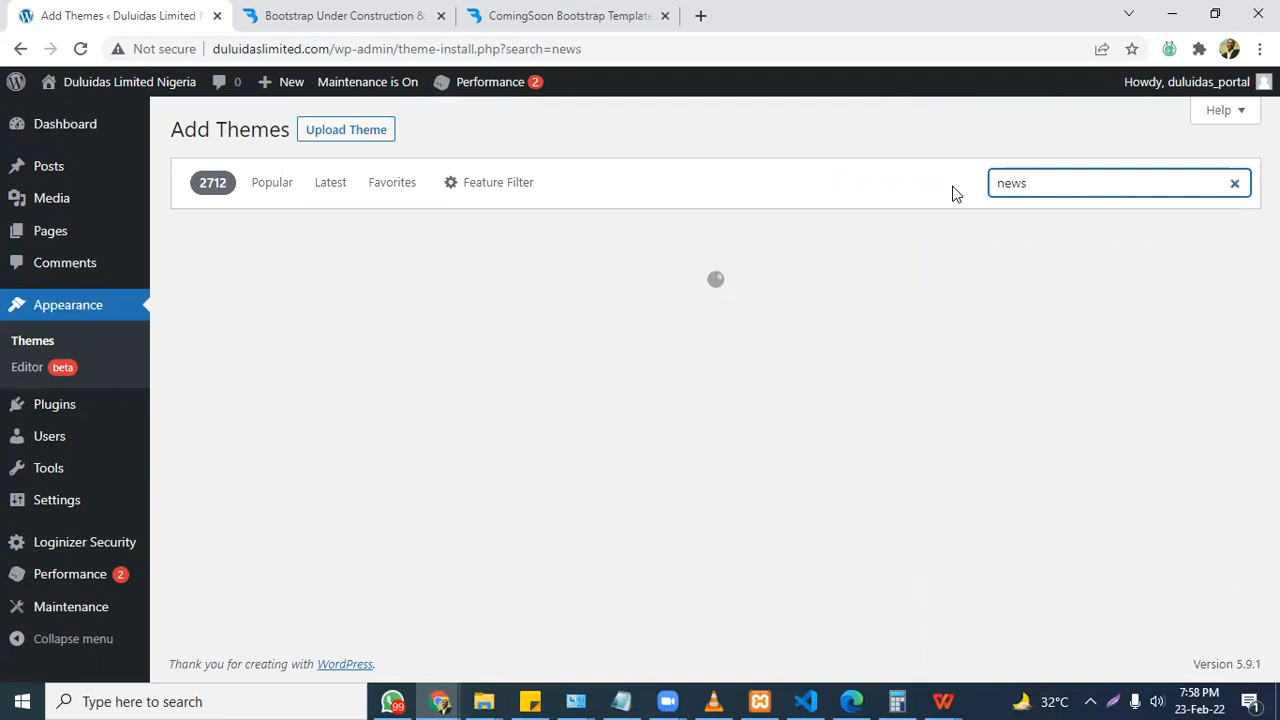 Add Themes ‹ Duluidas Limited N
Bootstrap Under Construction &
ComingSoon Bootstrap Template
Not secure
duluidaslimited.com/wp-admin/theme-install.php?search=news
Duluidas Limited Nigeria
0
New
Maintenance is On
Performance 2
Howdy, duluidas_portal
Dashboard
Posts
Media
Pages
Comments
Appearance
Themes
Editor beta
Plugins
Users
Tools
Settings
Loginizer Security
Performance 2
Maintenance
Collapse menu
Help
Add Themes
Upload Theme
2712
Popular
Latest
Favorites
Feature Filter
news
Thank you for creating with WordPress.
Version 5.9.1
Type here to search
99
32°C
7:58 PM
23-Feb-22
1